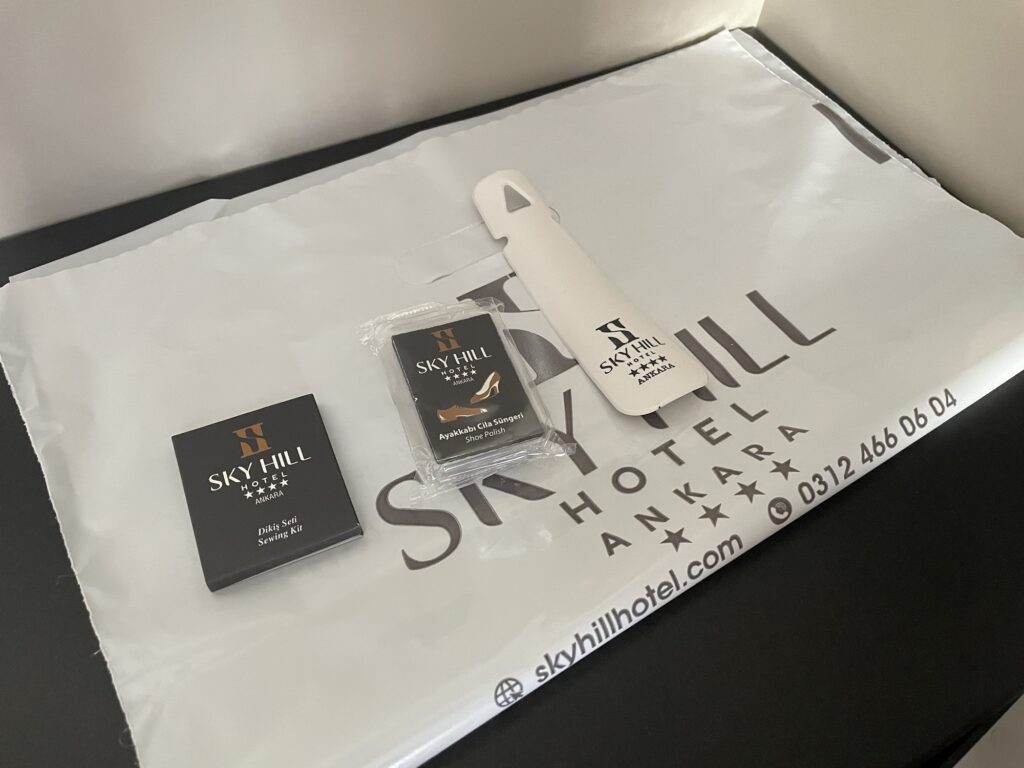 SKY HILL
HOTEL
ANKARA
Dikiş Seti
Sewing Kit
SKY HILL
HOTEL
ANKARA
Ayakkabı Cila Süngeri
Shoe Polish
SKY HILL
HOTEL
ANKARA
SKY HILL
HOTEL
ANKARA
skyhillhotel.com 0312 466 06 04